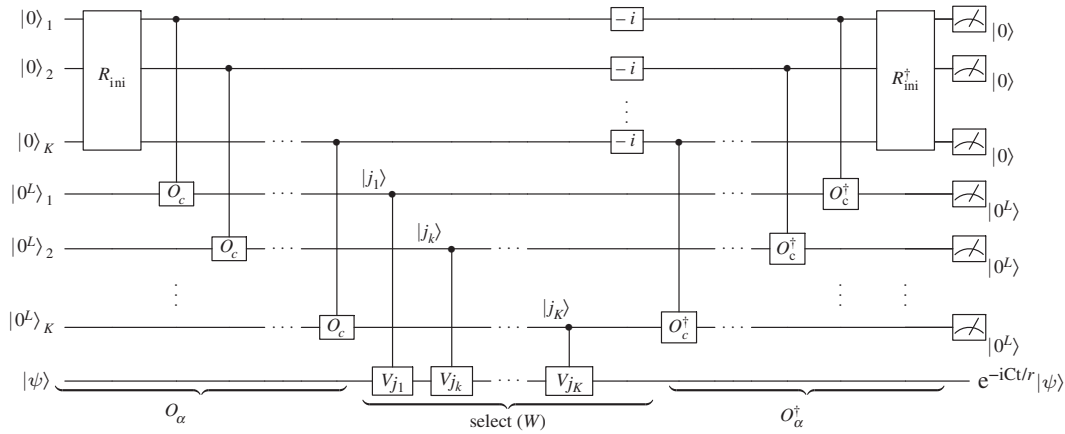 |0⟩₁ −i |0⟩
|0⟩₂ R_ini −i R†_ini |0⟩
⋮
|0⟩_K ⋯ −i ⋯ |0⟩
|0^L⟩₁ O_c ⋯ |j₁⟩ ⋯ ⋯ O†_c |0^L⟩
|0^L⟩₂ O_c ⋯ |j_k⟩ ⋯ ⋯ O†_c |0^L⟩
⋮ ⋮ ⋮
|0^L⟩_K ⋯ O_c ⋯ |j_K⟩ O†_c ⋯ |0^L⟩
|ψ⟩ V_{j₁} V_{j_k} ⋯ V_{j_K} e^{−iCt/r}|ψ⟩
O_α select (W) O†_α